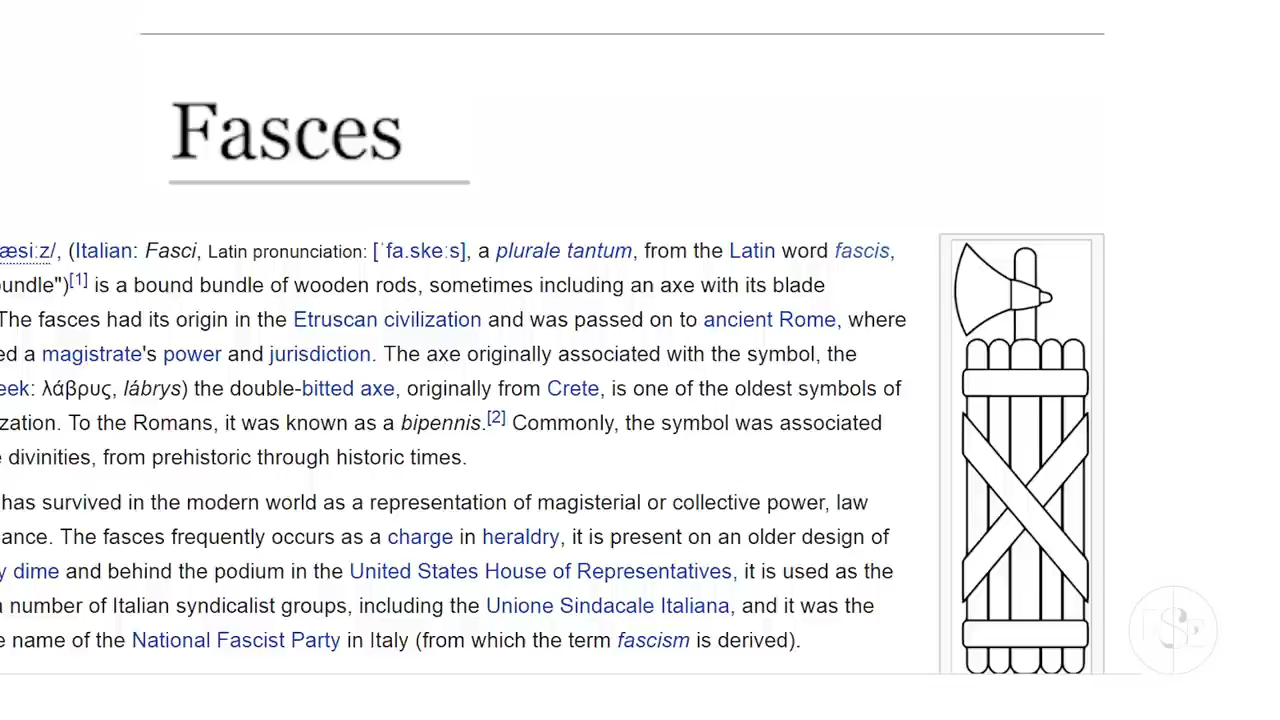 Fasces
æsiːz/, (Italian: Fasci, Latin pronunciation: [ˈfa.skeːs], a plurale tantum, from the Latin word fascis,
undle")[1] is a bound bundle of wooden rods, sometimes including an axe with its blade
The fasces had its origin in the Etruscan civilization and was passed on to ancient Rome, where
ed a magistrate's power and jurisdiction. The axe originally associated with the symbol, the
eek: λάβρυς, lábrys) the double-bitted axe, originally from Crete, is one of the oldest symbols of
zation. To the Romans, it was known as a bipennis.[2] Commonly, the symbol was associated
e divinities, from prehistoric through historic times.
has survived in the modern world as a representation of magisterial or collective power, law
ance. The fasces frequently occurs as a charge in heraldry, it is present on an older design of
y dime and behind the podium in the United States House of Representatives, it is used as the
a number of Italian syndicalist groups, including the Unione Sindacale Italiana, and it was the
e name of the National Fascist Party in Italy (from which the term fascism is derived).